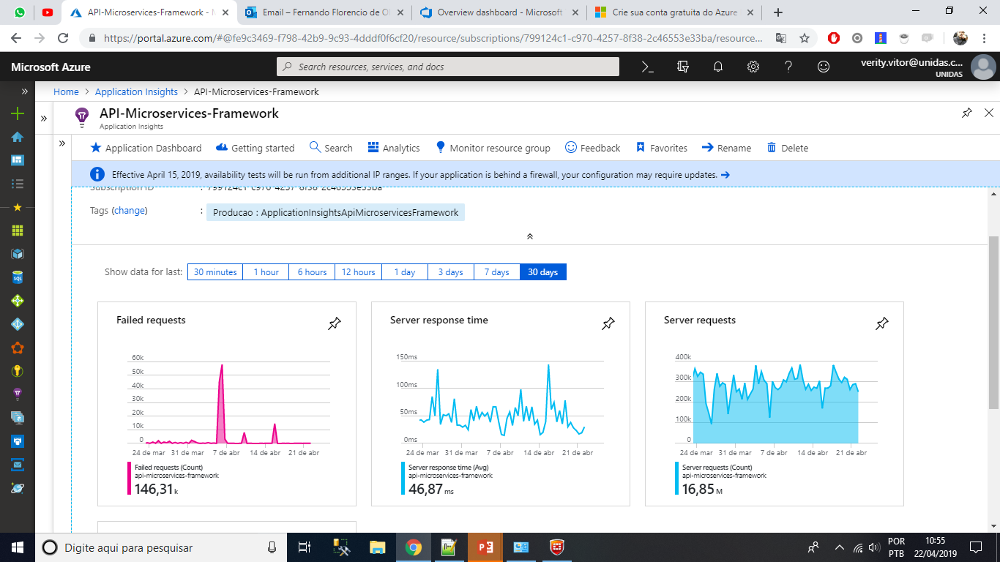 API-Microservices-Framework - M
Email – Fernando Florencio de Ol
Overview dashboard - Microsoft
Crie sua conta gratuita do Azure
https://portal.azure.com/#@fe9c3469-f798-42b9-9c93-4dddf0f6cf20/resource/subscriptions/799124c1-c970-4257-8f38-2c46553e33ba/resource...
Microsoft Azure
Search resources, services, and docs
verity.vitor@unidas.c...
UNIDAS
Home > Application Insights > API-Microservices-Framework
API-Microservices-Framework
Application Insights
Application Dashboard Getting started Search Analytics Monitor resource group Feedback Favorites Rename Delete
Effective April 15, 2019, availability tests will be run from additional IP ranges. If your application is behind a firewall, your configuration may require updates.
Subscription ID : 799124c1-c970-4257-8f38-2c46553e33ba
Tags (change) : Producao : ApplicationInsightsApiMicroservicesFramework
Show data for last: 30 minutes 1 hour 6 hours 12 hours 1 day 3 days 7 days 30 days
Failed requests
60k
50k
40k
30k
20k
10k
0
24 de mar 31 de mar 7 de abr 14 de abr 21 de abr
Failed requests (Count)
api-microservices-framework
146,31 k
Server response time
150ms
100ms
50ms
0ms
24 de mar 31 de mar 7 de abr 14 de abr 21 de abr
Server response time (Avg)
api-microservices-framework
46,87 ms
Server requests
400k
300k
200k
100k
0
24 de mar 31 de mar 7 de abr 14 de abr 21 de abr
Server requests (Count)
api-microservices-framework
16,85 M
SQL
Digite aqui para pesquisar
POR
PTB
10:55
22/04/2019